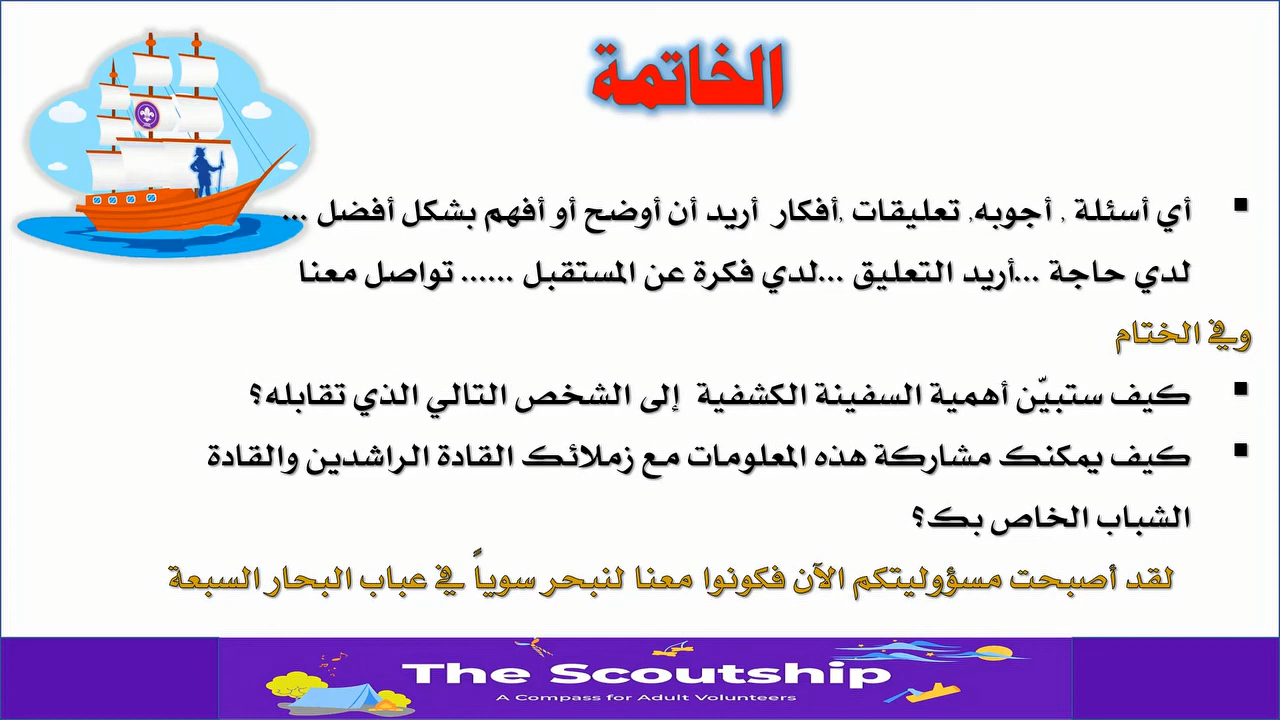 الخاتمة
▪ أي أسئلة , أجوبه, تعليقات ,أفكار أريد أن أوضح أو أفهم بشكل أفضل ...
لدي حاجة ...أريد التعليق ...لدي فكرة عن المستقبل ...... تواصل معنا
وفي الختام
▪ كيف ستبيّن أهمية السفينة الكشفية إلى الشخص التالي الذي تقابله؟
▪ كيف يمكنك مشاركة هذه المعلومات مع زملائك القادة الراشدين والقادة
الشباب الخاص بك؟
لقد أصبحت مسؤوليتكم الآن فكونوا معنا لنبحر سوياً في عباب البحار السبعة
The Scoutship
A Compass for Adult Volunteers